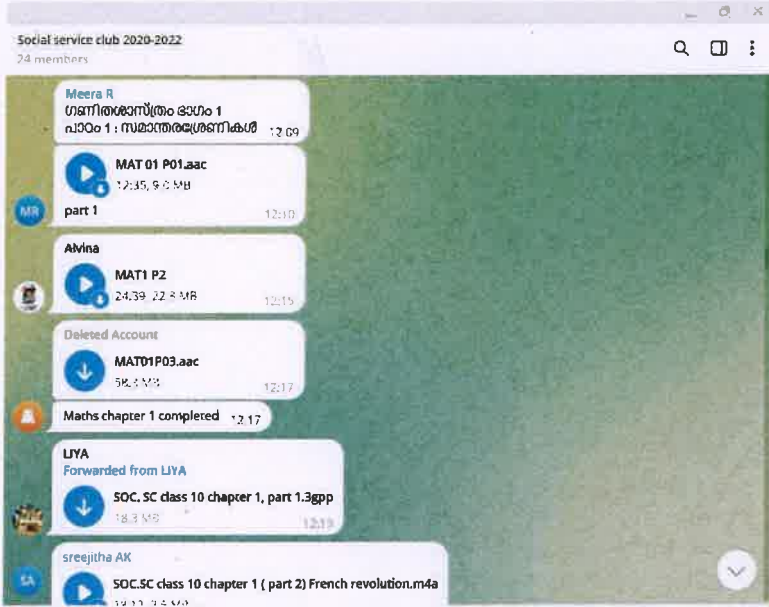 Social service club 2020-2022
24 members
Meera R
ഗണിതശാസ്ത്രം ഭാഗം 1
പാഠം 1 : സമാന്തരശ്രേണികൾ 12:09
MAT 01 P01.aac
12:35, 9.0 MB
MR
part 1 12:10
Alvina
MAT1 P2
24:39, 22.8 MB
12:15
Deleted Account
MAT01P03.aac
MB
12:17
Maths chapter 1 completed 12:17
LIYA
Forwarded from LIYA
SOC. SC class 10 chapter 1, part 1.3gpp
18.3 MB
12:19
sreejitha AK
SA
SOC.SC class 10 chapter 1 ( part 2) French revolution.m4a